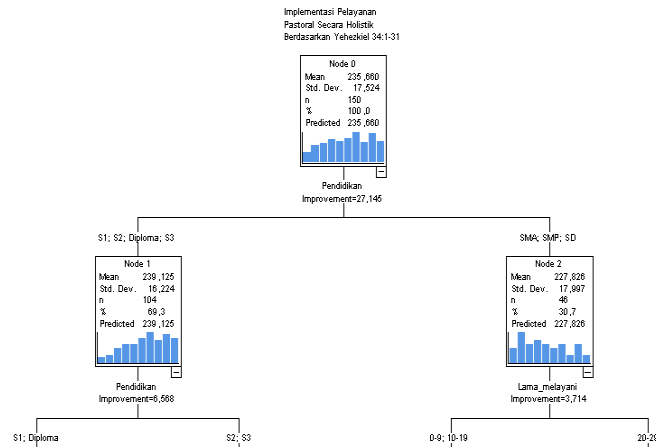 Implementasi Pelayanan
Pastoral Secara Holistik
Berdasarkan Yehezkiel 34:1-31
Node 0
Mean 235,660
Std. Dev. 17,524
n 150
% 100,0
Predicted 235,660
Pendidikan
Improvement=27,145
S1; S2; Diploma; S3
SMA; SMP; SD
Node 1
Mean 239,125
Std. Dev. 16,224
n 104
% 69,3
Predicted 239,125
Node 2
Mean 227,826
Std. Dev. 17,997
n 46
% 30,7
Predicted 227,826
Pendidikan
Improvement=6,568
Lama_melayani
Improvement=3,714
S1; Diploma
S2; S3
0-9; 10-19